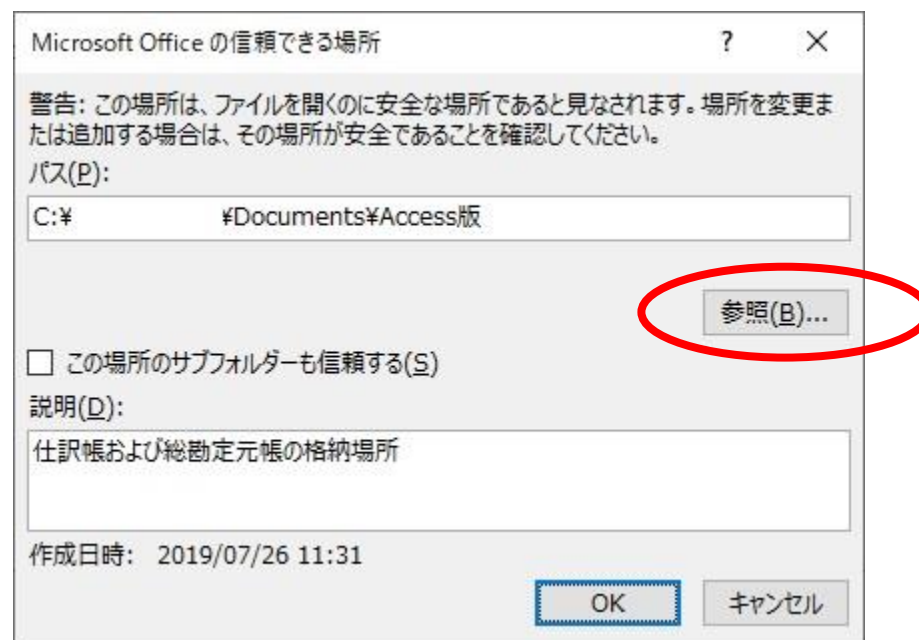 Microsoft Office の信頼できる場所 ? ×
警告: この場所は、ファイルを開くのに安全な場所であると見なされます。場所を変更ま
たは追加する場合は、その場所が安全であることを確認してください。
パス(P):
C:¥ ¥Documents¥Access版
参照(B)...
この場所のサブフォルダーも信頼する(S)
説明(D):
仕訳帳および総勘定元帳の格納場所
作成日時: 2019/07/26 11:31
OK キャンセル